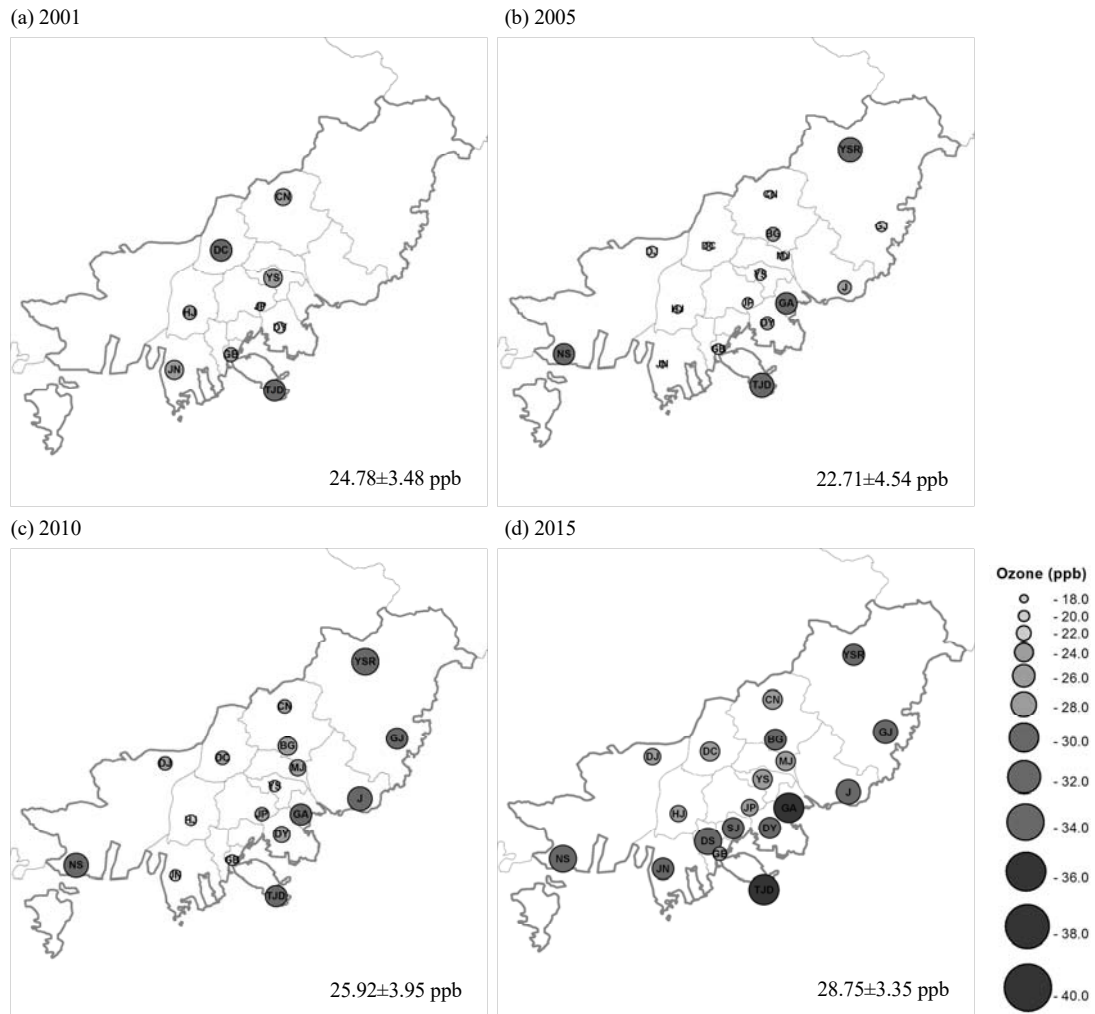 (a) 2001
CN
DC
YS
JP
HJ
DY
GB
JN
TJD
24.78±3.48 ppb
(b) 2005
YSR
CN
GJ
BG
DC
DJ
MJ
YS
J
JP
GA
HJ
DY
GB
NS
JN
TJD
22.71±4.54 ppb
(c) 2010
YSR
CN
GJ
BG
DC
DJ
MJ
YS
J
JP
GA
HJ
DY
GB
NS
JN
TJD
25.92±3.95 ppb
(d) 2015
YSR
CN
GJ
BG
DC
DJ
MJ
YS
J
JP
GA
HJ
SJ
DY
DS
GB
NS
JN
TJD
28.75±3.35 ppb
Ozone (ppb)
- 18.0
- 20.0
- 22.0
- 24.0
- 26.0
- 28.0
- 30.0
- 32.0
- 34.0
- 36.0
- 38.0
- 40.0